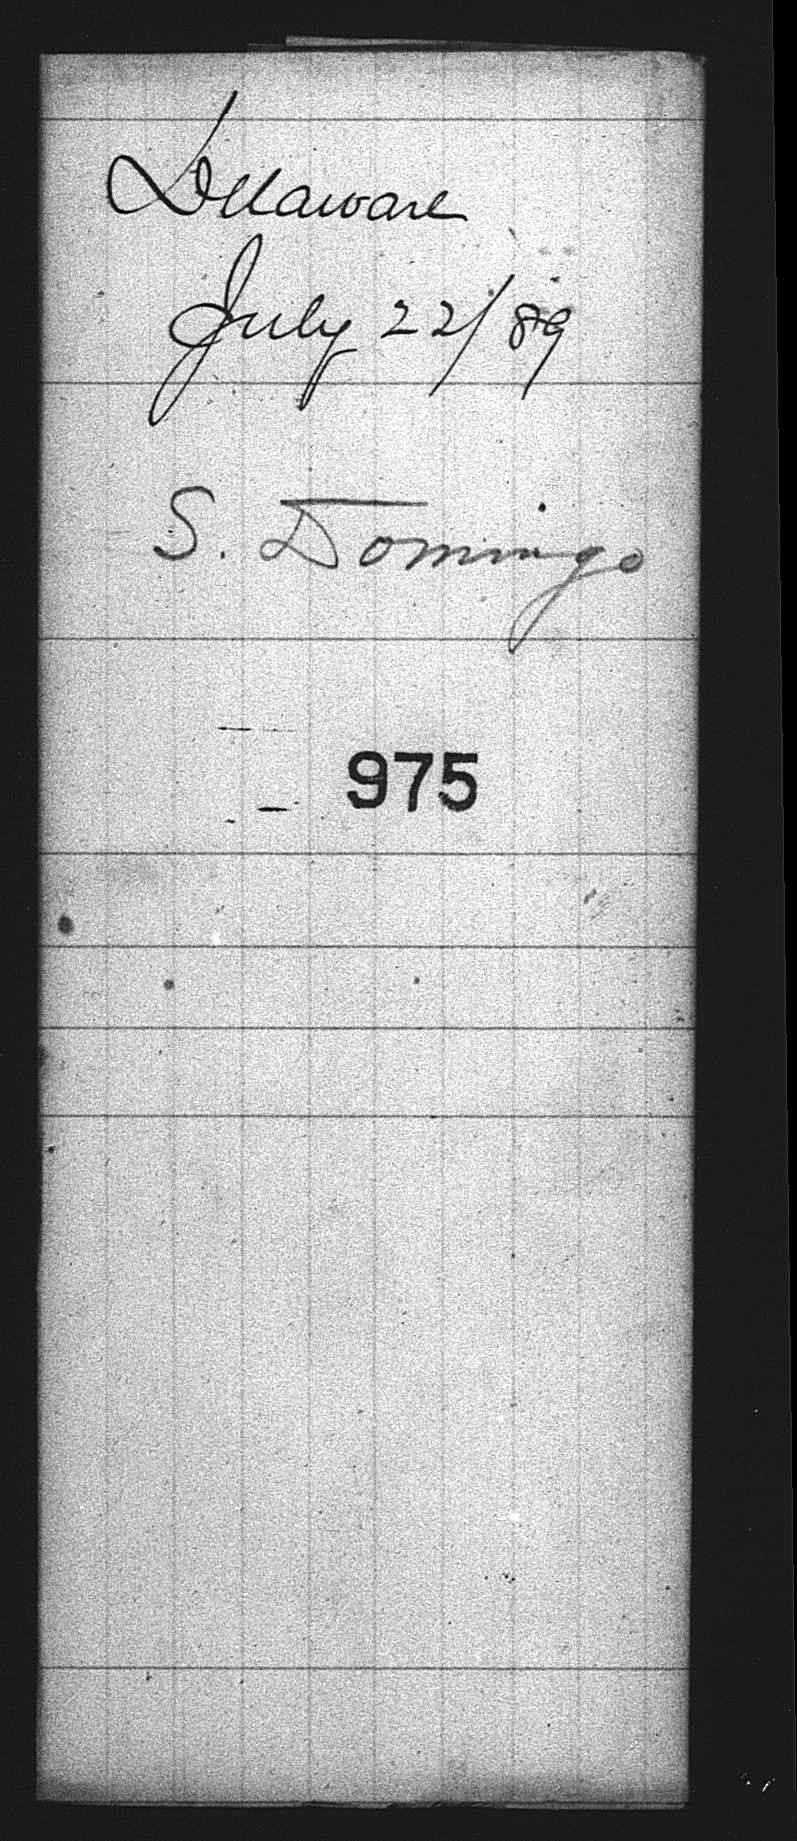 Delaware
July 22/89
S. Domingo
975